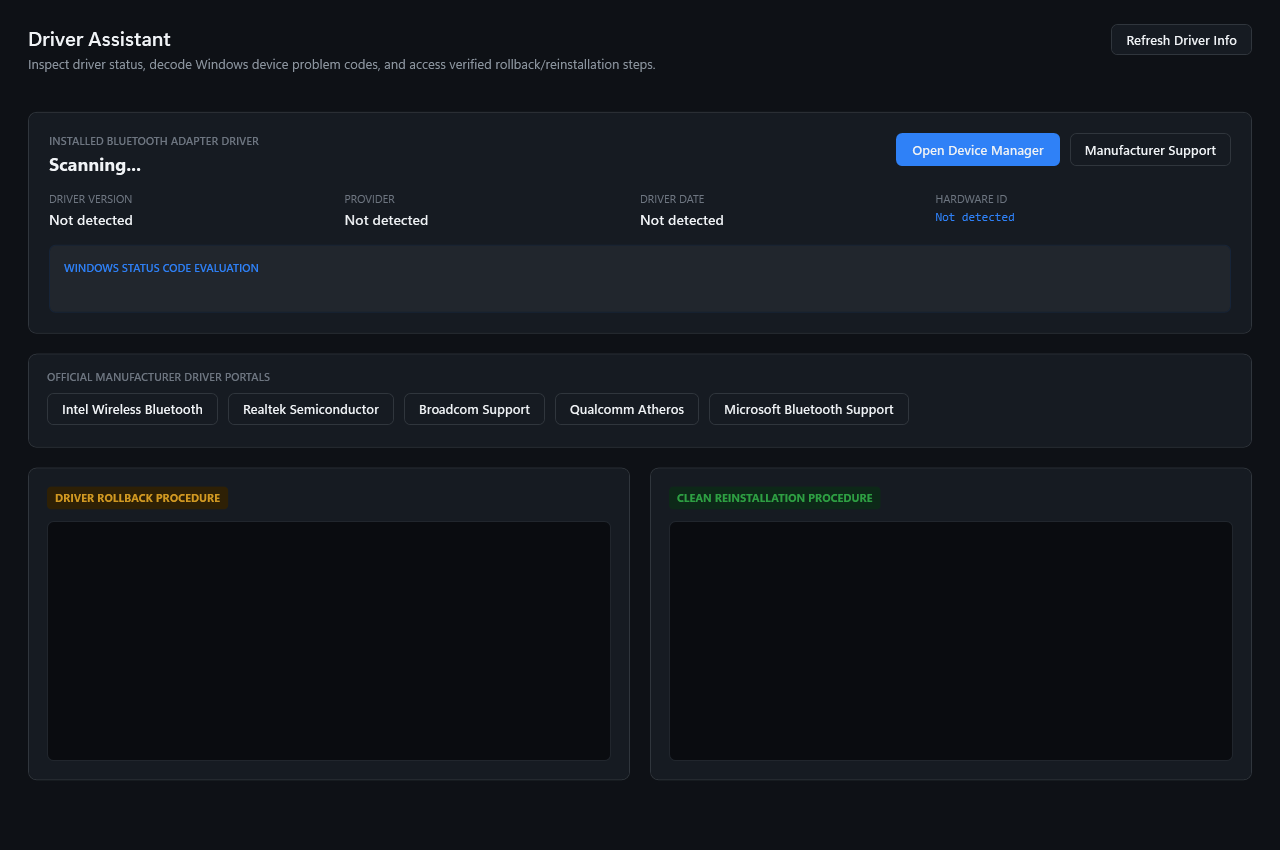 Driver Assistant
Refresh Driver Info
Inspect driver status, decode Windows device problem codes, and access verified rollback/reinstallation steps.
INSTALLED BLUETOOTH ADAPTER DRIVER
Scanning...
Open Device Manager
Manufacturer Support
DRIVER VERSION
Not detected
PROVIDER
Not detected
DRIVER DATE
Not detected
HARDWARE ID
Not detected
WINDOWS STATUS CODE EVALUATION
OFFICIAL MANUFACTURER DRIVER PORTALS
Intel Wireless Bluetooth
Realtek Semiconductor
Broadcom Support
Qualcomm Atheros
Microsoft Bluetooth Support
DRIVER ROLLBACK PROCEDURE
CLEAN REINSTALLATION PROCEDURE